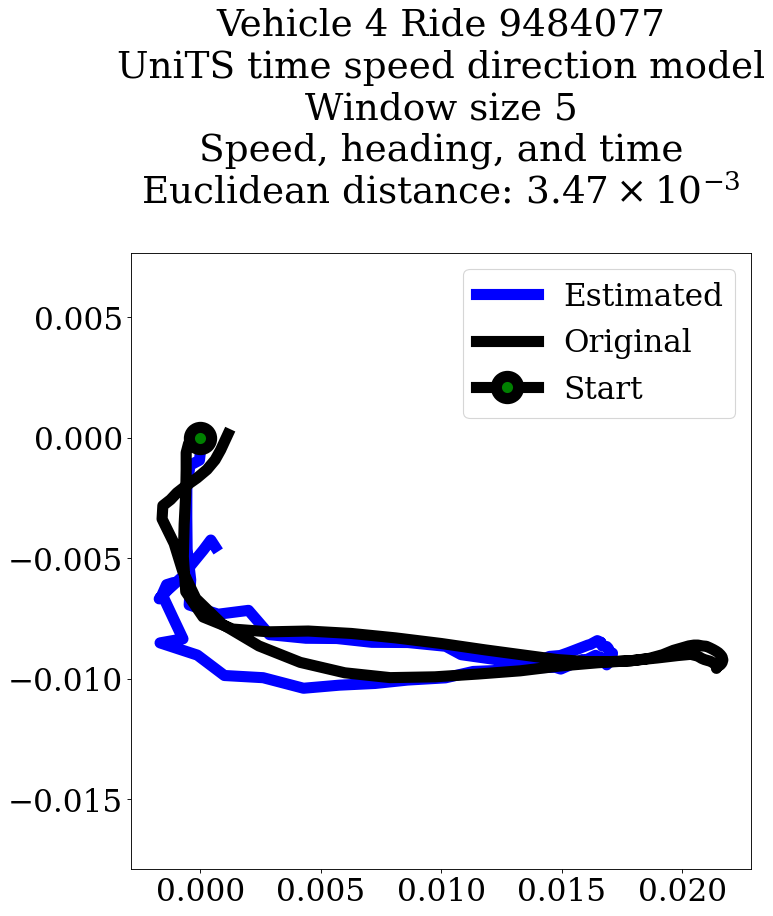 Vehicle 4 Ride 9484077
UniTS time speed direction model
Window size 5
Speed, heading, and time
Euclidean distance: 3.47 × 10⁻³
Estimated
Original
Start
0.005
0.000
−0.005
−0.010
−0.015
0.000 0.005 0.010 0.015 0.020